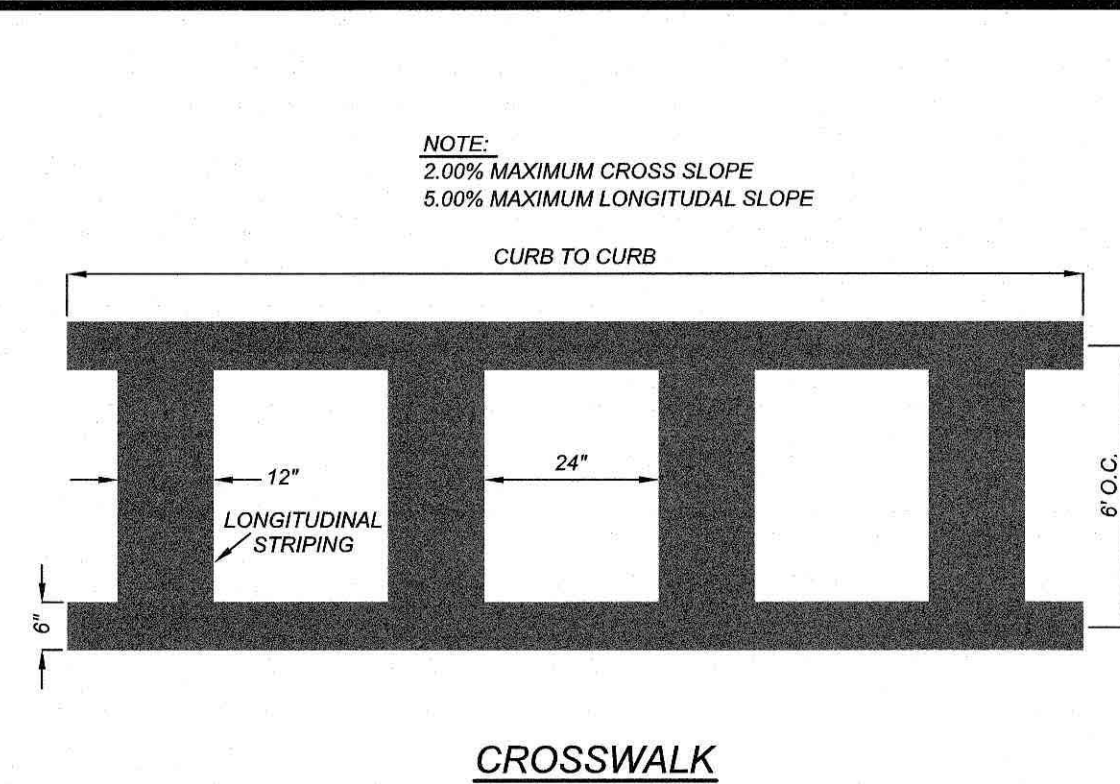 NOTE:
2.00% MAXIMUM CROSS SLOPE
5.00% MAXIMUM LONGITUDAL SLOPE
CURB TO CURB
12"
24"
LONGITUDINAL
STRIPING
6' O.C.
6"
CROSSWALK